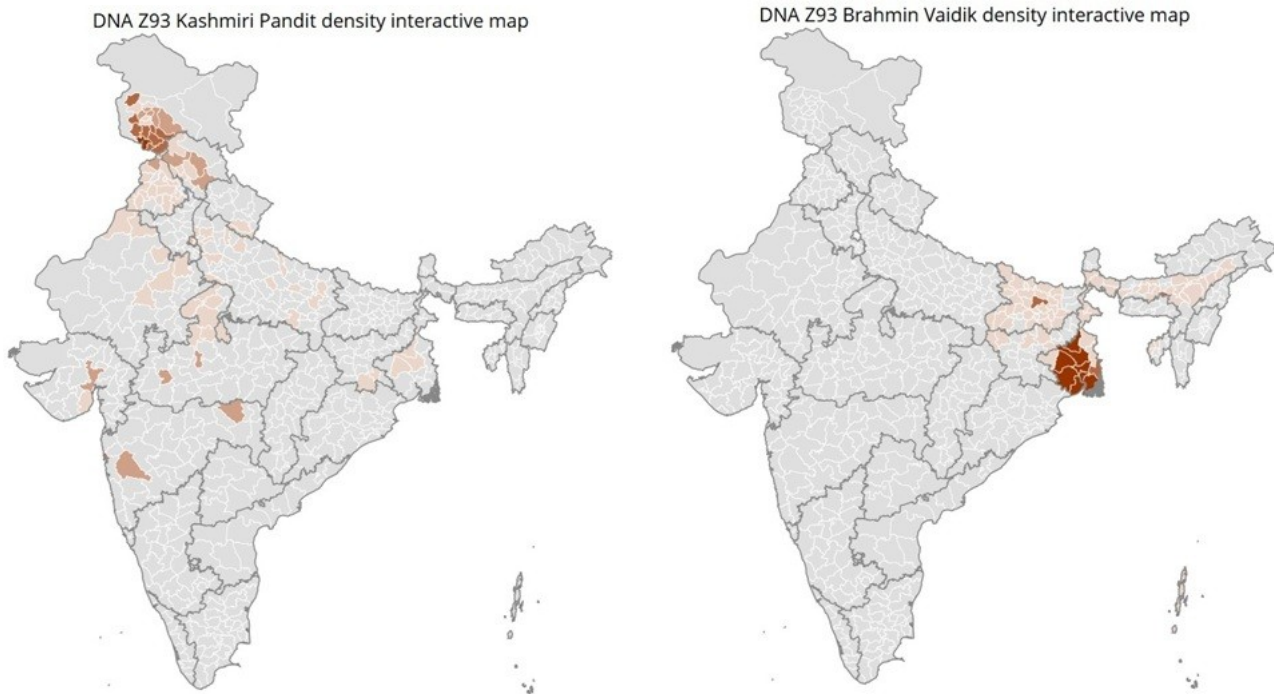 DNA Z93 Kashmiri Pandit density interactive map
DNA Z93 Brahmin Vaidik density interactive map